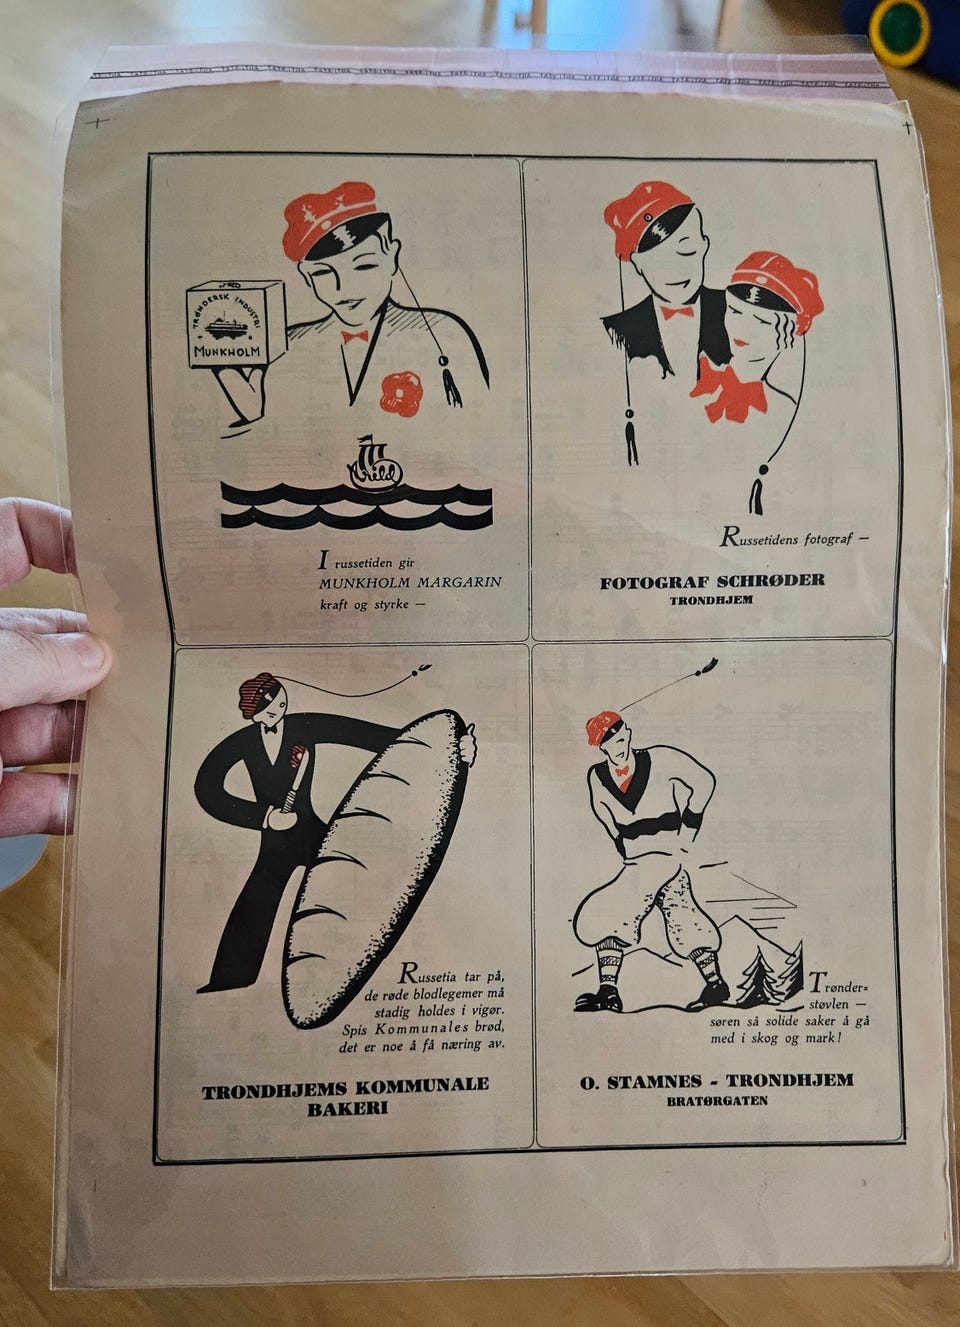 TRØNDERSK INDUSTRI
MUNKHOLM
Arild
I russetiden gir
MUNKHOLM MARGARIN
kraft og styrke —
Russetidens fotograf —
FOTOGRAF SCHRØDER
TRONDHJEM
Russetia tar på,
de røde blodlegemer må
stadig holdes i vigør.
Spis Kommunales brød,
det er noe å få næring av.
TRONDHJEMS KOMMUNALE
BAKERI
Trønder=
støvlen —
søren så solide saker å gå
med i skog og mark!
O. STAMNES - TRONDHJEM
BRATØRGATEN